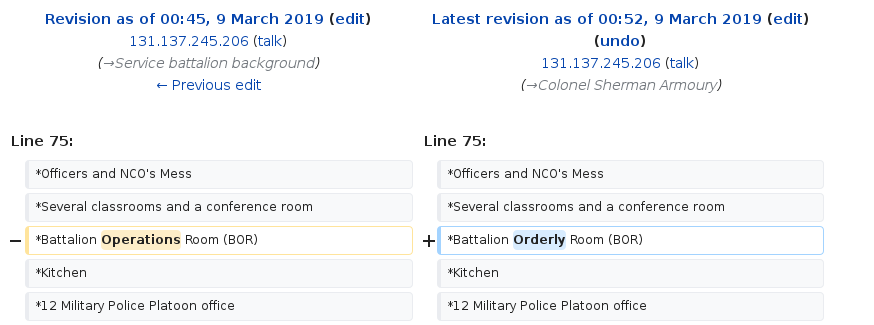 Revision as of 00:45, 9 March 2019 (edit)
131.137.245.206 (talk)
(→Service battalion background)
← Previous edit
Latest revision as of 00:52, 9 March 2019 (edit)
(undo)
131.137.245.206 (talk)
(→Colonel Sherman Armoury)
Line 75:
Line 75:
*Officers and NCO's Mess
*Officers and NCO's Mess
*Several classrooms and a conference room
*Several classrooms and a conference room
− *Battalion Operations Room (BOR)
+ *Battalion Orderly Room (BOR)
*Kitchen
*Kitchen
*12 Military Police Platoon office
*12 Military Police Platoon office